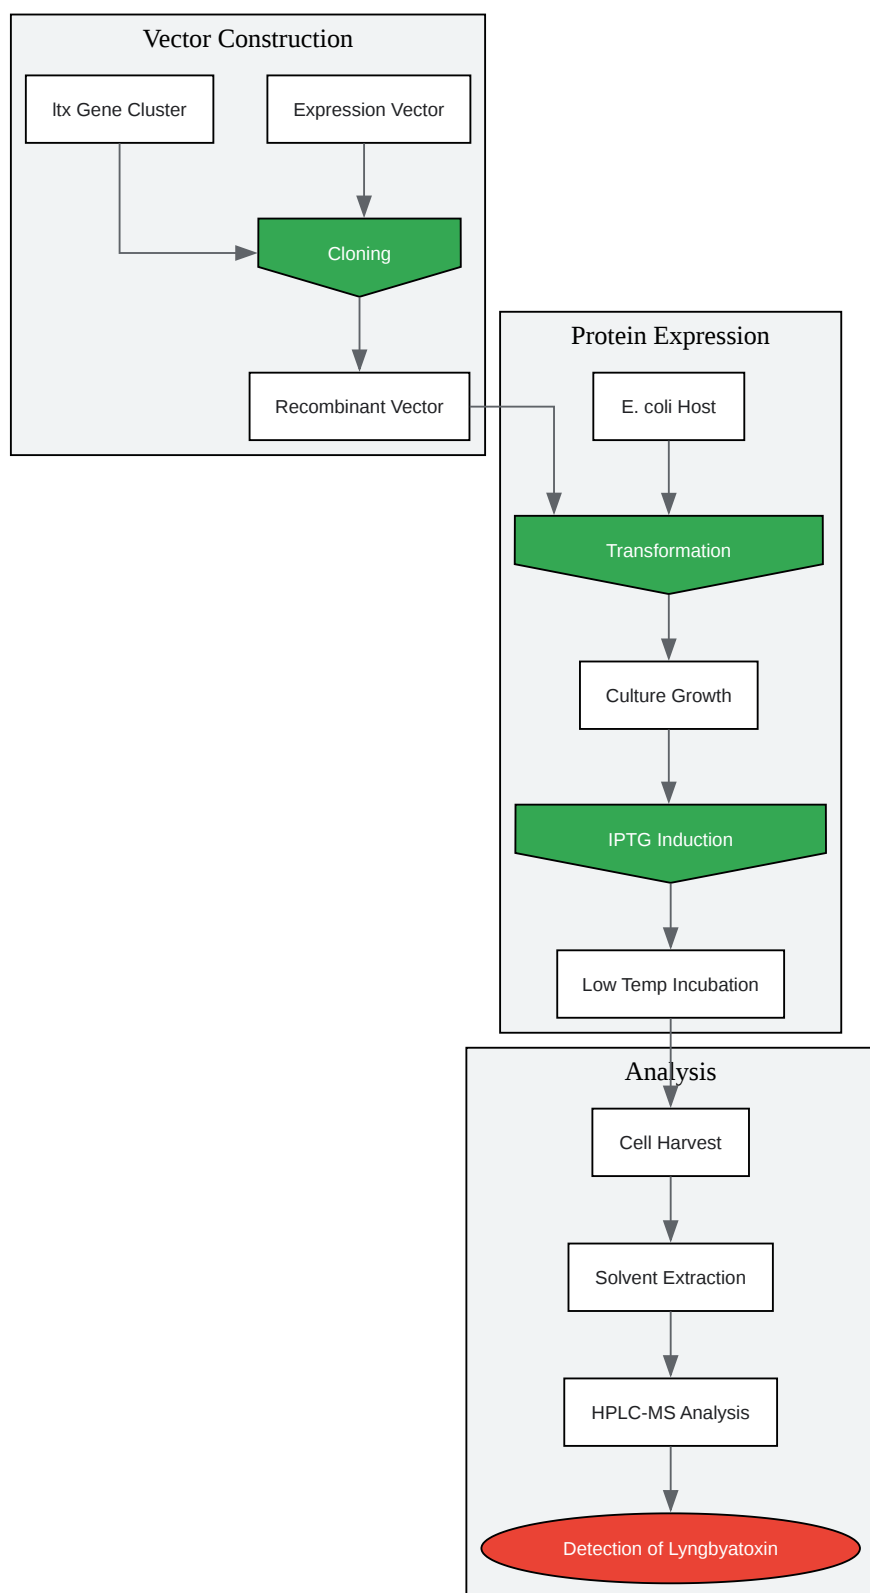 Vector Construction
ltx Gene Cluster
Expression Vector
Cloning
Recombinant Vector
Protein Expression
E. coli Host
Transformation
Culture Growth
IPTG Induction
Low Temp Incubation
Analysis
Cell Harvest
Solvent Extraction
HPLC-MS Analysis
Detection of Lyngbyatoxin